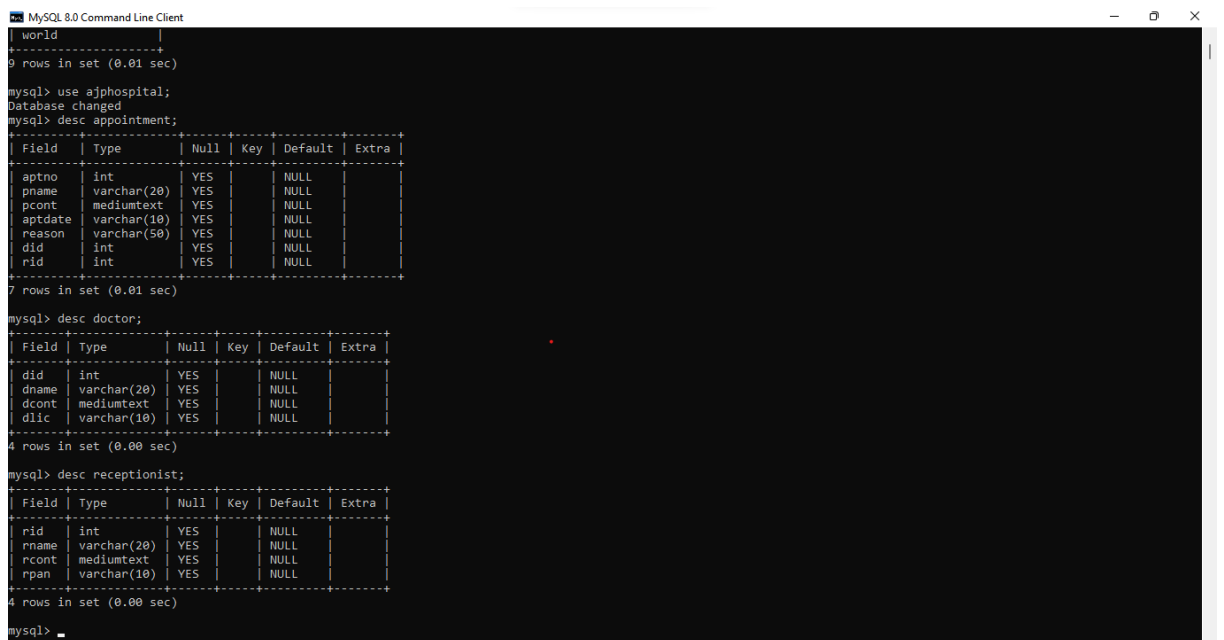 MySQL 8.0 Command Line Client
| world              |
+--------------------+
9 rows in set (0.01 sec)
mysql> use ajphospital;
Database changed
mysql> desc appointment;
+---------+-------------+------+-----+---------+-------+
| Field   | Type        | Null | Key | Default | Extra |
+---------+-------------+------+-----+---------+-------+
| aptno   | int         | YES  |     | NULL    |       |
| pname   | varchar(20) | YES  |     | NULL    |       |
| pcont   | mediumtext  | YES  |     | NULL    |       |
| aptdate | varchar(10) | YES  |     | NULL    |       |
| reason  | varchar(50) | YES  |     | NULL    |       |
| did     | int         | YES  |     | NULL    |       |
| rid     | int         | YES  |     | NULL    |       |
+---------+-------------+------+-----+---------+-------+
7 rows in set (0.01 sec)
mysql> desc doctor;
+-------+-------------+------+-----+---------+-------+
| Field | Type        | Null | Key | Default | Extra |
+-------+-------------+------+-----+---------+-------+
| did   | int         | YES  |     | NULL    |       |
| dname | varchar(20) | YES  |     | NULL    |       |
| dcont | mediumtext  | YES  |     | NULL    |       |
| dlic  | varchar(10) | YES  |     | NULL    |       |
+-------+-------------+------+-----+---------+-------+
4 rows in set (0.00 sec)
mysql> desc receptionist;
+-------+-------------+------+-----+---------+-------+
| Field | Type        | Null | Key | Default | Extra |
+-------+-------------+------+-----+---------+-------+
| rid   | int         | YES  |     | NULL    |       |
| rname | varchar(20) | YES  |     | NULL    |       |
| rcont | mediumtext  | YES  |     | NULL    |       |
| rpan  | varchar(10) | YES  |     | NULL    |       |
+-------+-------------+------+-----+---------+-------+
4 rows in set (0.00 sec)
mysql> _